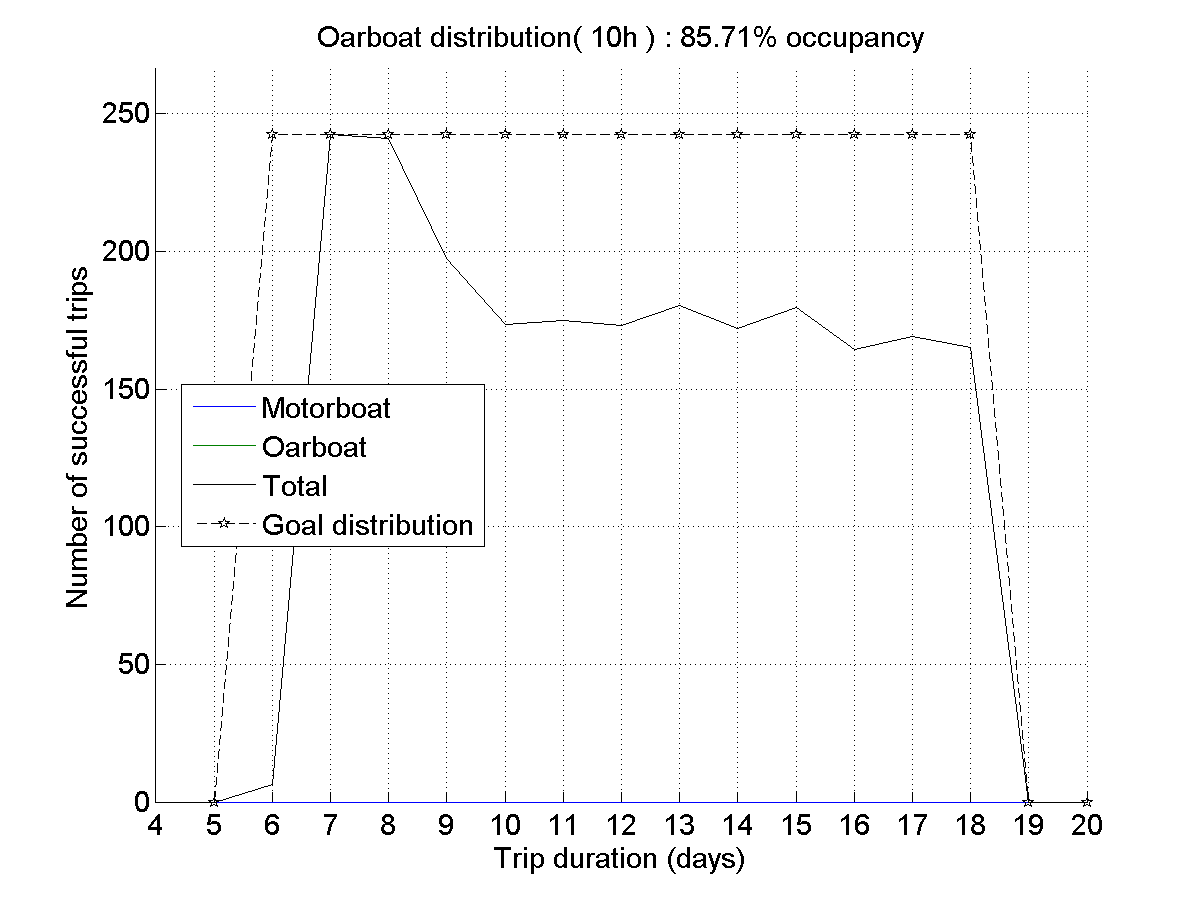 Oarboat distribution( 10h ) : 85.71% occupancy
250
200
150
100
50
0
Number of successful trips
Motorboat
Oarboat
Total
Goal distribution
4 5 6 7 8 9 10 11 12 13 14 15 16 17 18 19 20
Trip duration (days)